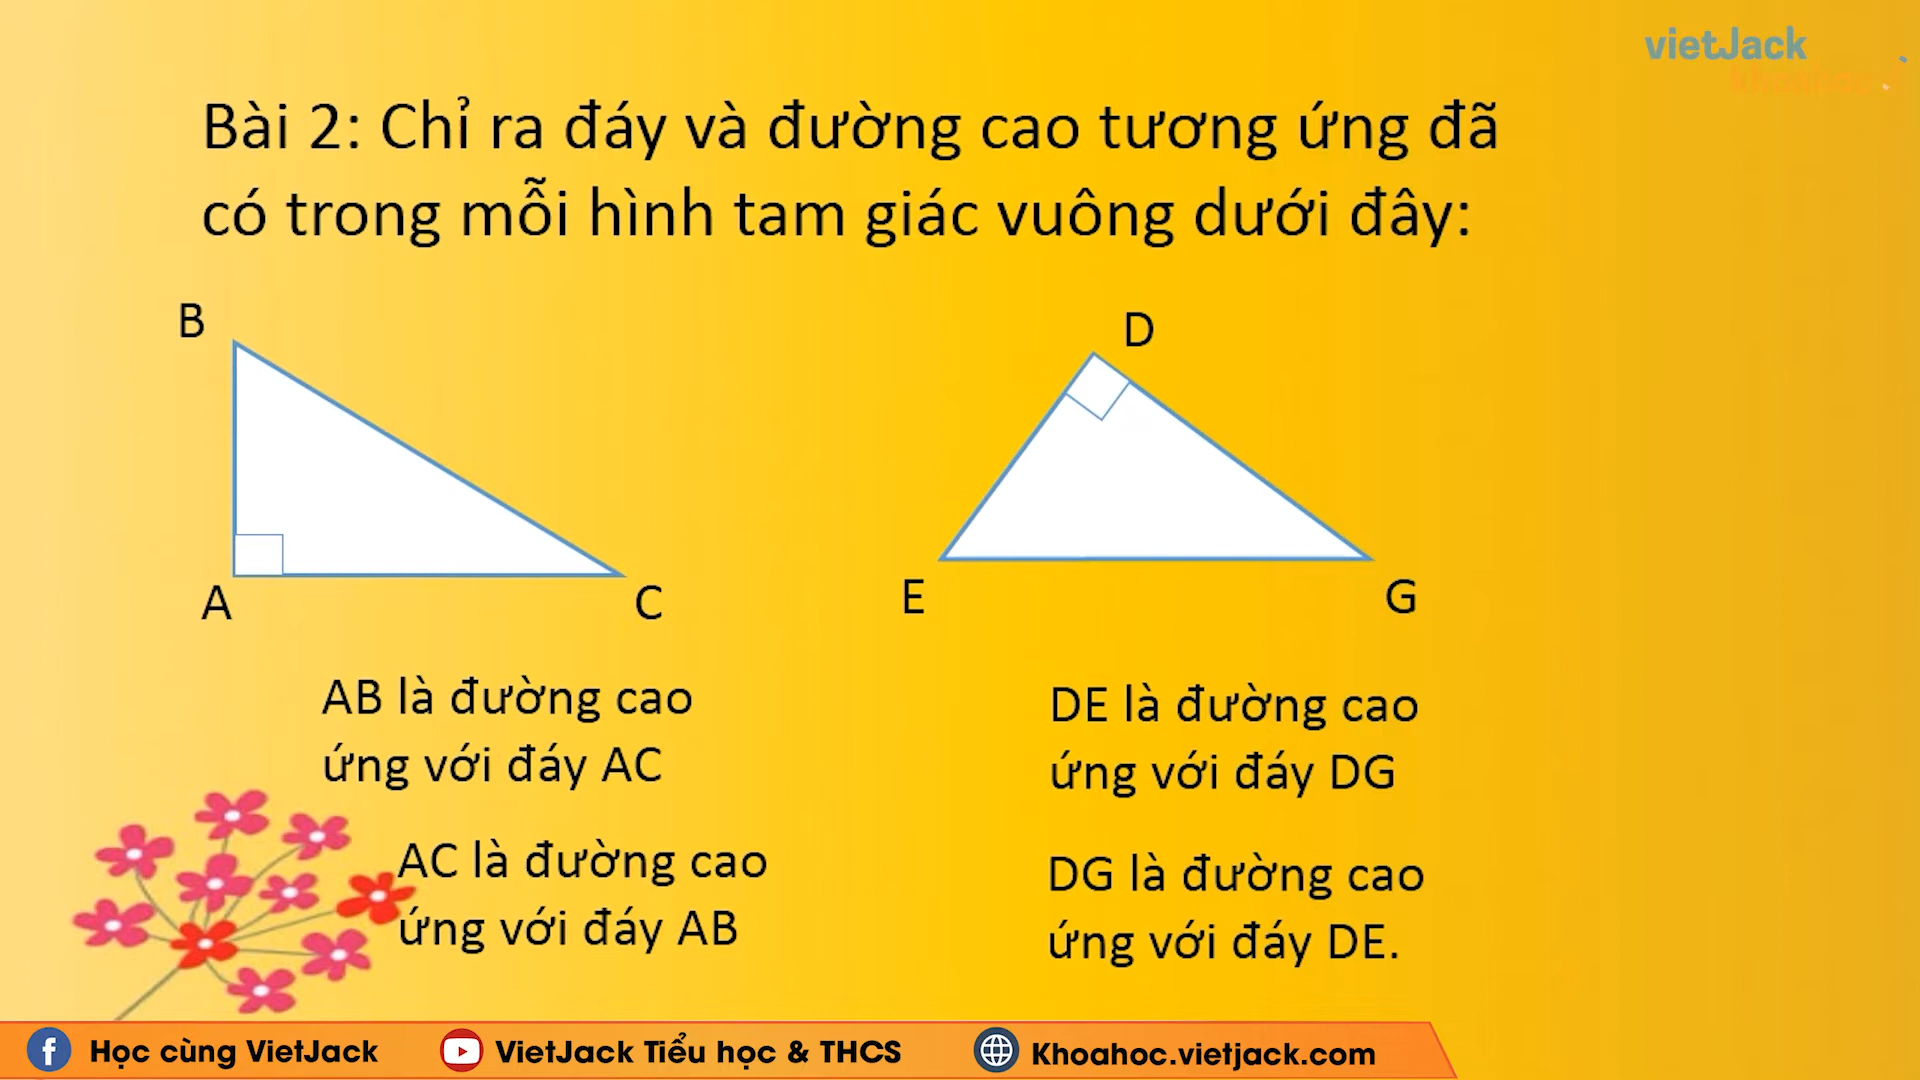 vietJack
Bài 2: Chỉ ra đáy và đường cao tương ứng đã
có trong mỗi hình tam giác vuông dưới đây:
B
D
A
C
E
G
AB là đường cao
ứng với đáy AC
DE là đường cao
ứng với đáy DG
AC là đường cao
ứng với đáy AB
DG là đường cao
ứng với đáy DE.
Học cùng VietJack
VietJack Tiểu học & THCS
Khoahoc.vietjack.com